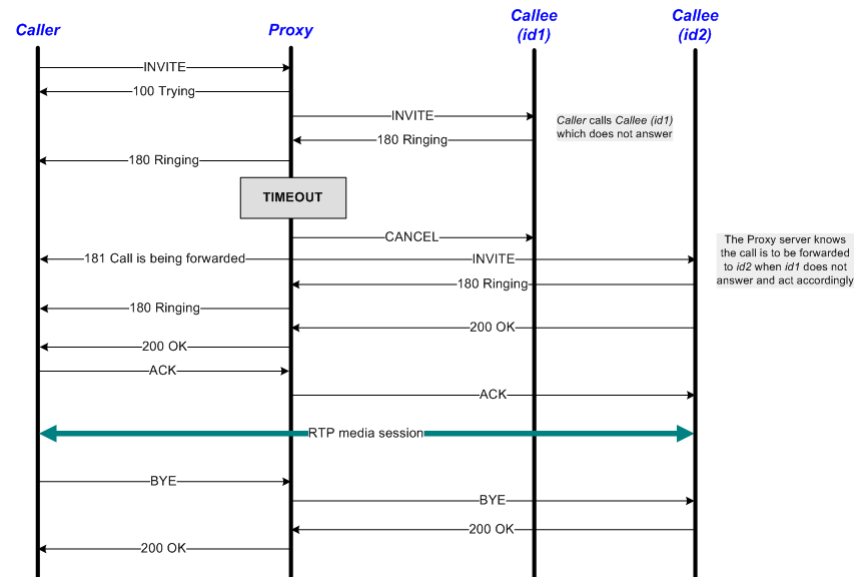 Caller
Proxy
Callee
(id1)
Callee
(id2)
INVITE
100 Trying
INVITE
Caller calls Callee (id1)
which does not answer
180 Ringing
180 Ringing
TIMEOUT
CANCEL
181 Call is being forwarded
INVITE
The Proxy server knows
the call is to be forwarded
to id2 when id1 does not
answer and act accordingly
180 Ringing
180 Ringing
200 OK
200 OK
ACK
ACK
RTP media session
BYE
BYE
200 OK
200 OK